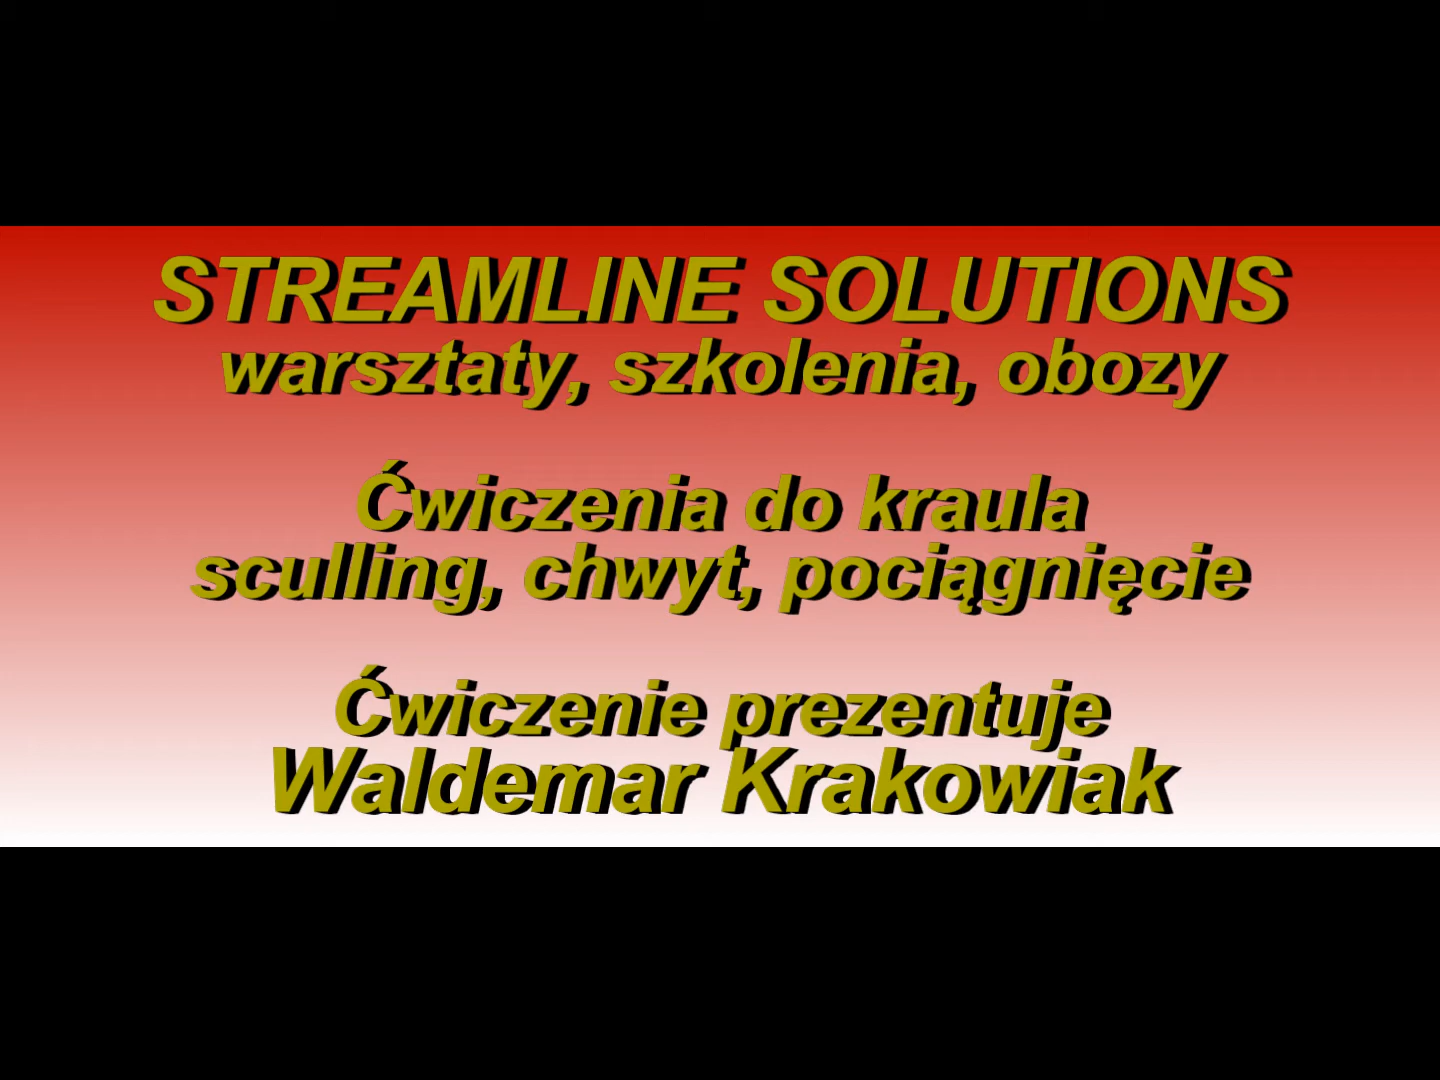 STREAMLINE SOLUTIONS
warsztaty, szkolenia, obozy
Ćwiczenia do kraula
sculling, chwyt, pociągnięcie
Ćwiczenie prezentuje
Waldemar Krakowiak